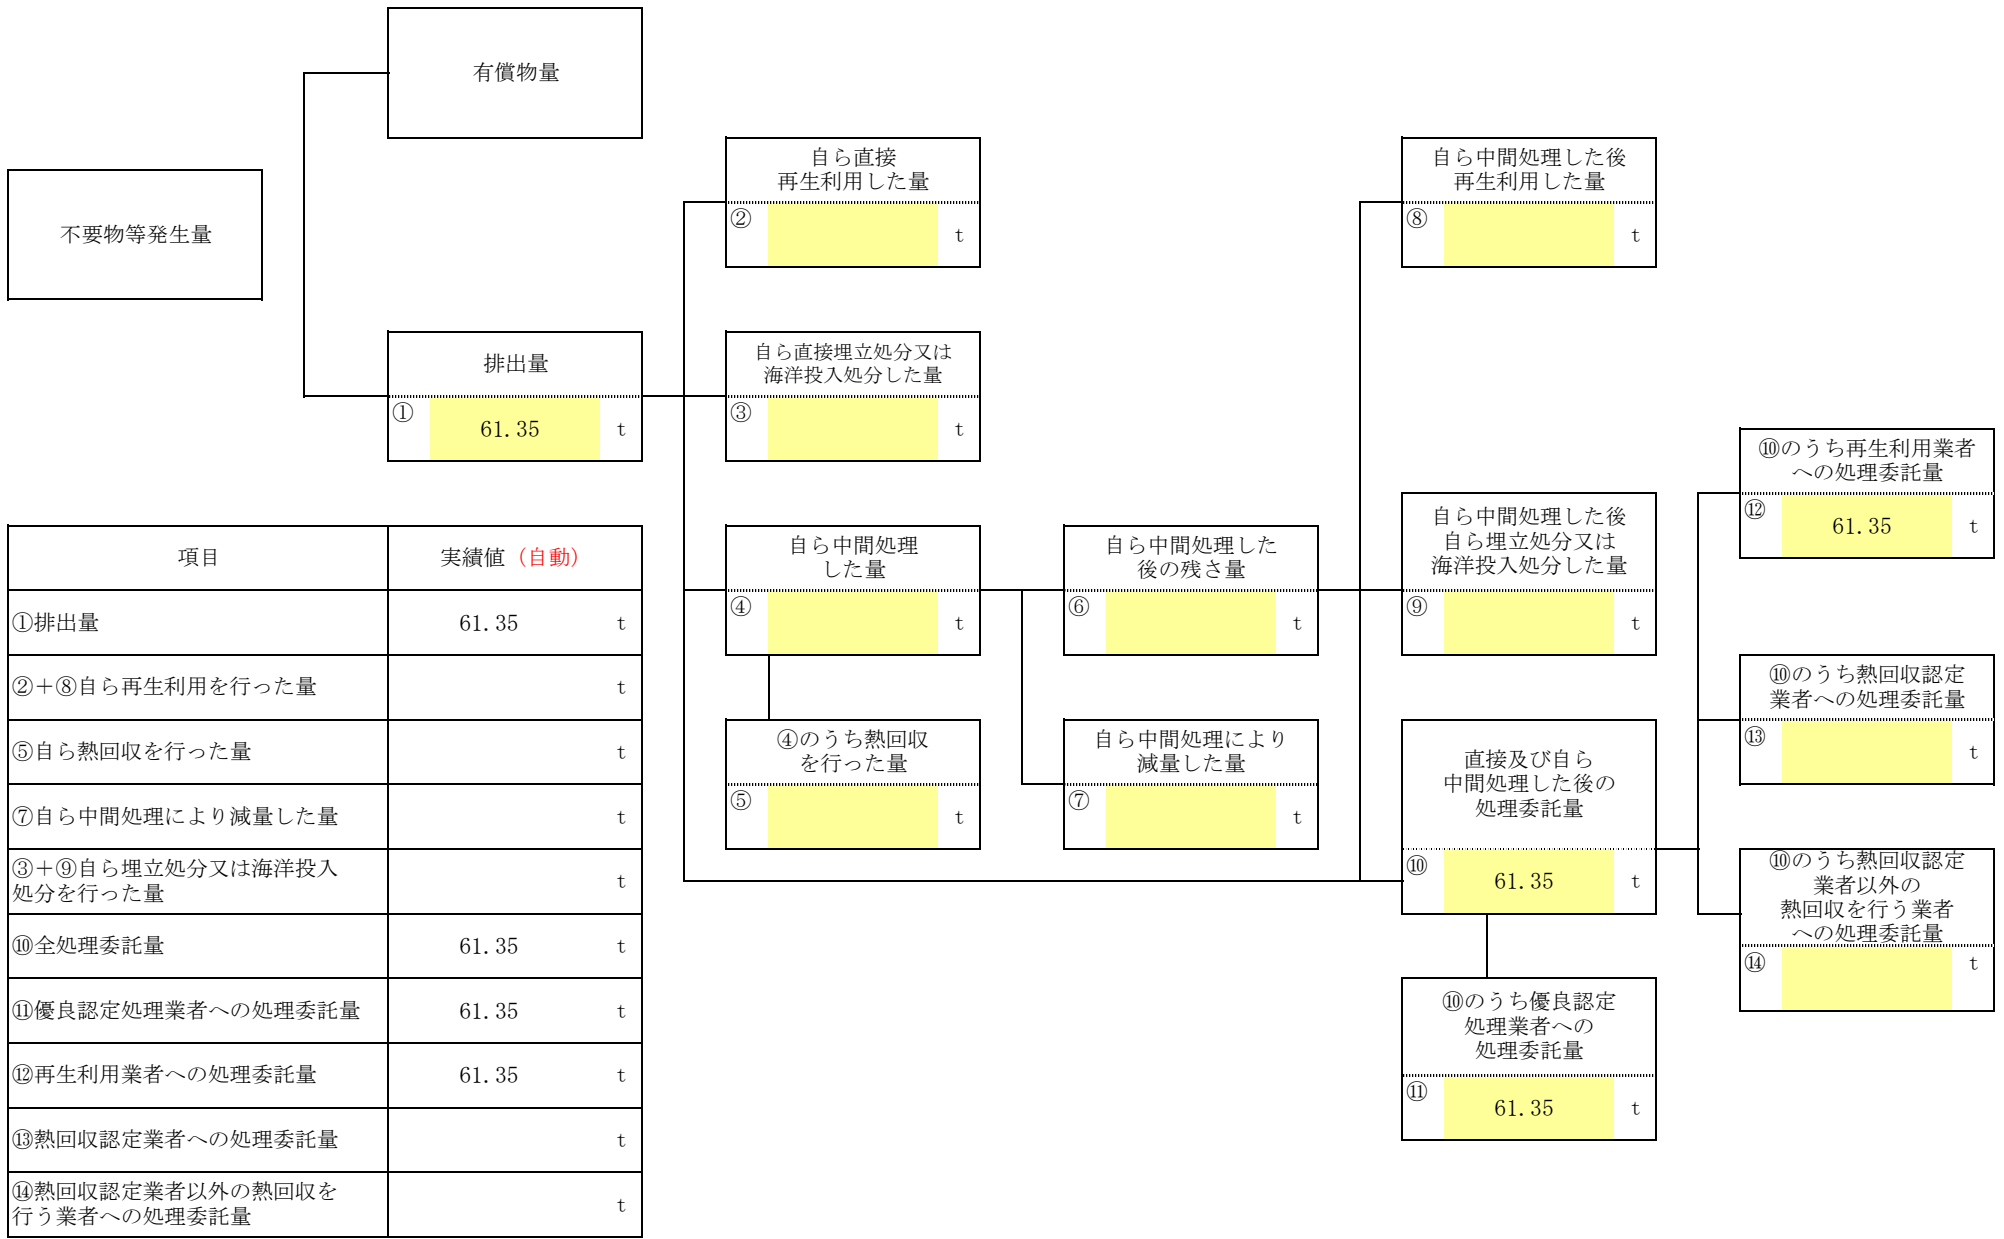 有償物量
不要物等発生量
排出量
① 61.35 t
自ら直接
再生利用した量
② t
自ら直接埋立処分又は
海洋投入処分した量
③ t
自ら中間処理
した量
④ t
④のうち熱回収
を行った量
⑤ t
自ら中間処理した
後の残さ量
⑥ t
自ら中間処理により
減量した量
⑦ t
自ら中間処理した後
再生利用した量
⑧ t
自ら中間処理した後
自ら埋立処分又は
海洋投入処分した量
⑨ t
直接及び自ら
中間処理した後の
処理委託量
⑩ 61.35 t
⑩のうち優良認定
処理業者への
処理委託量
⑪ 61.35 t
⑩のうち再生利用業者
への処理委託量
⑫ 61.35 t
⑩のうち熱回収認定
業者への処理委託量
⑬ t
⑩のうち熱回収認定
業者以外の
熱回収を行う業者
への処理委託量
⑭ t
項目 実績値（自動）
①排出量 61.35 t
②＋⑧自ら再生利用を行った量 t
⑤自ら熱回収を行った量 t
⑦自ら中間処理により減量した量 t
③＋⑨自ら埋立処分又は海洋投入
処分を行った量 t
⑩全処理委託量 61.35 t
⑪優良認定処理業者への処理委託量 61.35 t
⑫再生利用業者への処理委託量 61.35 t
⑬熱回収認定業者への処理委託量 t
⑭熱回収認定業者以外の熱回収を
行う業者への処理委託量 t